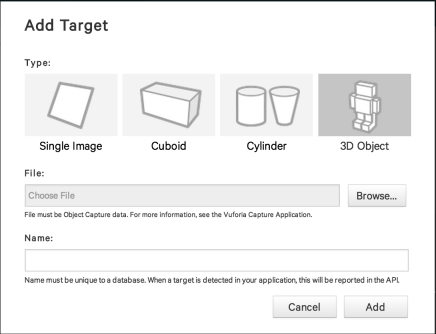 Add Target
Type:
Single Image Cuboid Cylinder 3D Object
File:
Choose File Browse...
File must be Object Capture data. For more information, see the Vuforia Capture Application.
Name:
Name must be unique to a database. When a target is detected in your application, this will be reported in the API.
Cancel Add